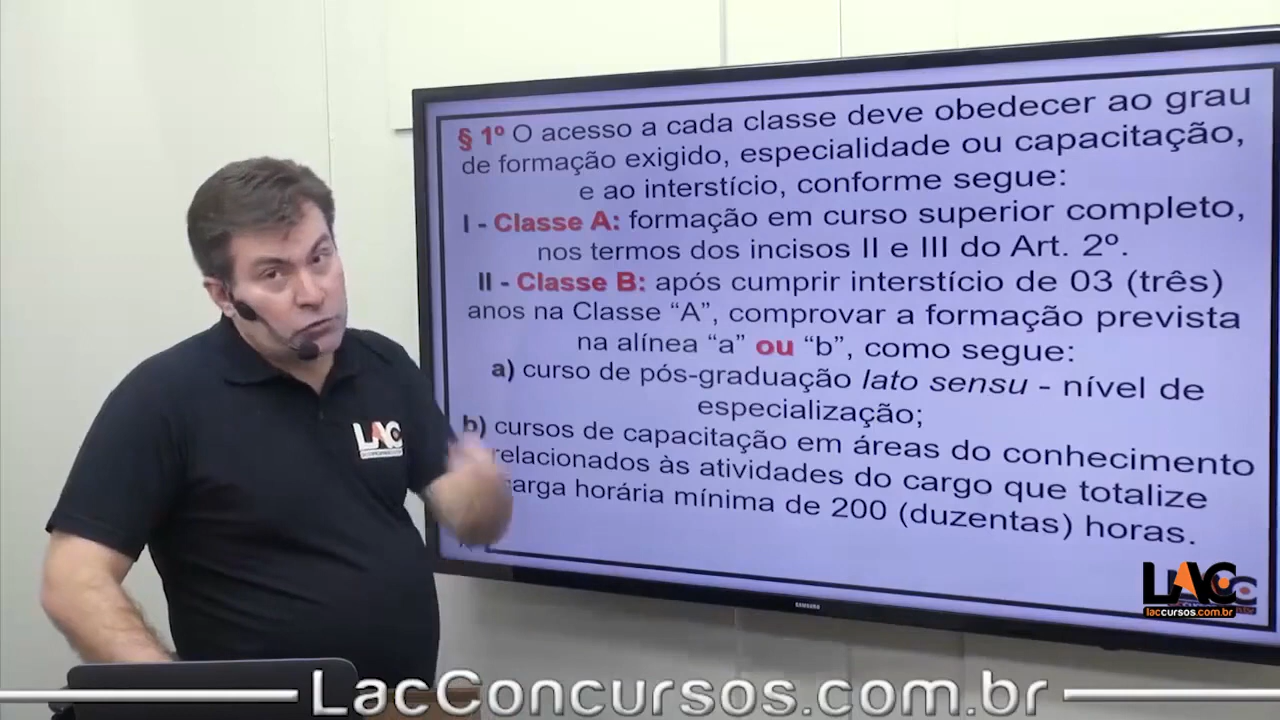 § 1º O acesso a cada classe deve obedecer ao grau
de formação exigido, especialidade ou capacitação,
e ao interstício, conforme segue:
I - Classe A: formação em curso superior completo,
nos termos dos incisos II e III do Art. 2º.
II - Classe B: após cumprir interstício de 03 (três)
anos na Classe “A”, comprovar a formação prevista
na alínea “a” ou “b”, como segue:
a) curso de pós-graduação lato sensu - nível de
especialização;
b) cursos de capacitação em áreas do conhecimento
relacionados às atividades do cargo que totalize
carga horária mínima de 200 (duzentas) horas.
LAC
SAMSUNG
LAC
laccursos.com.br
LacConcursos.com.br